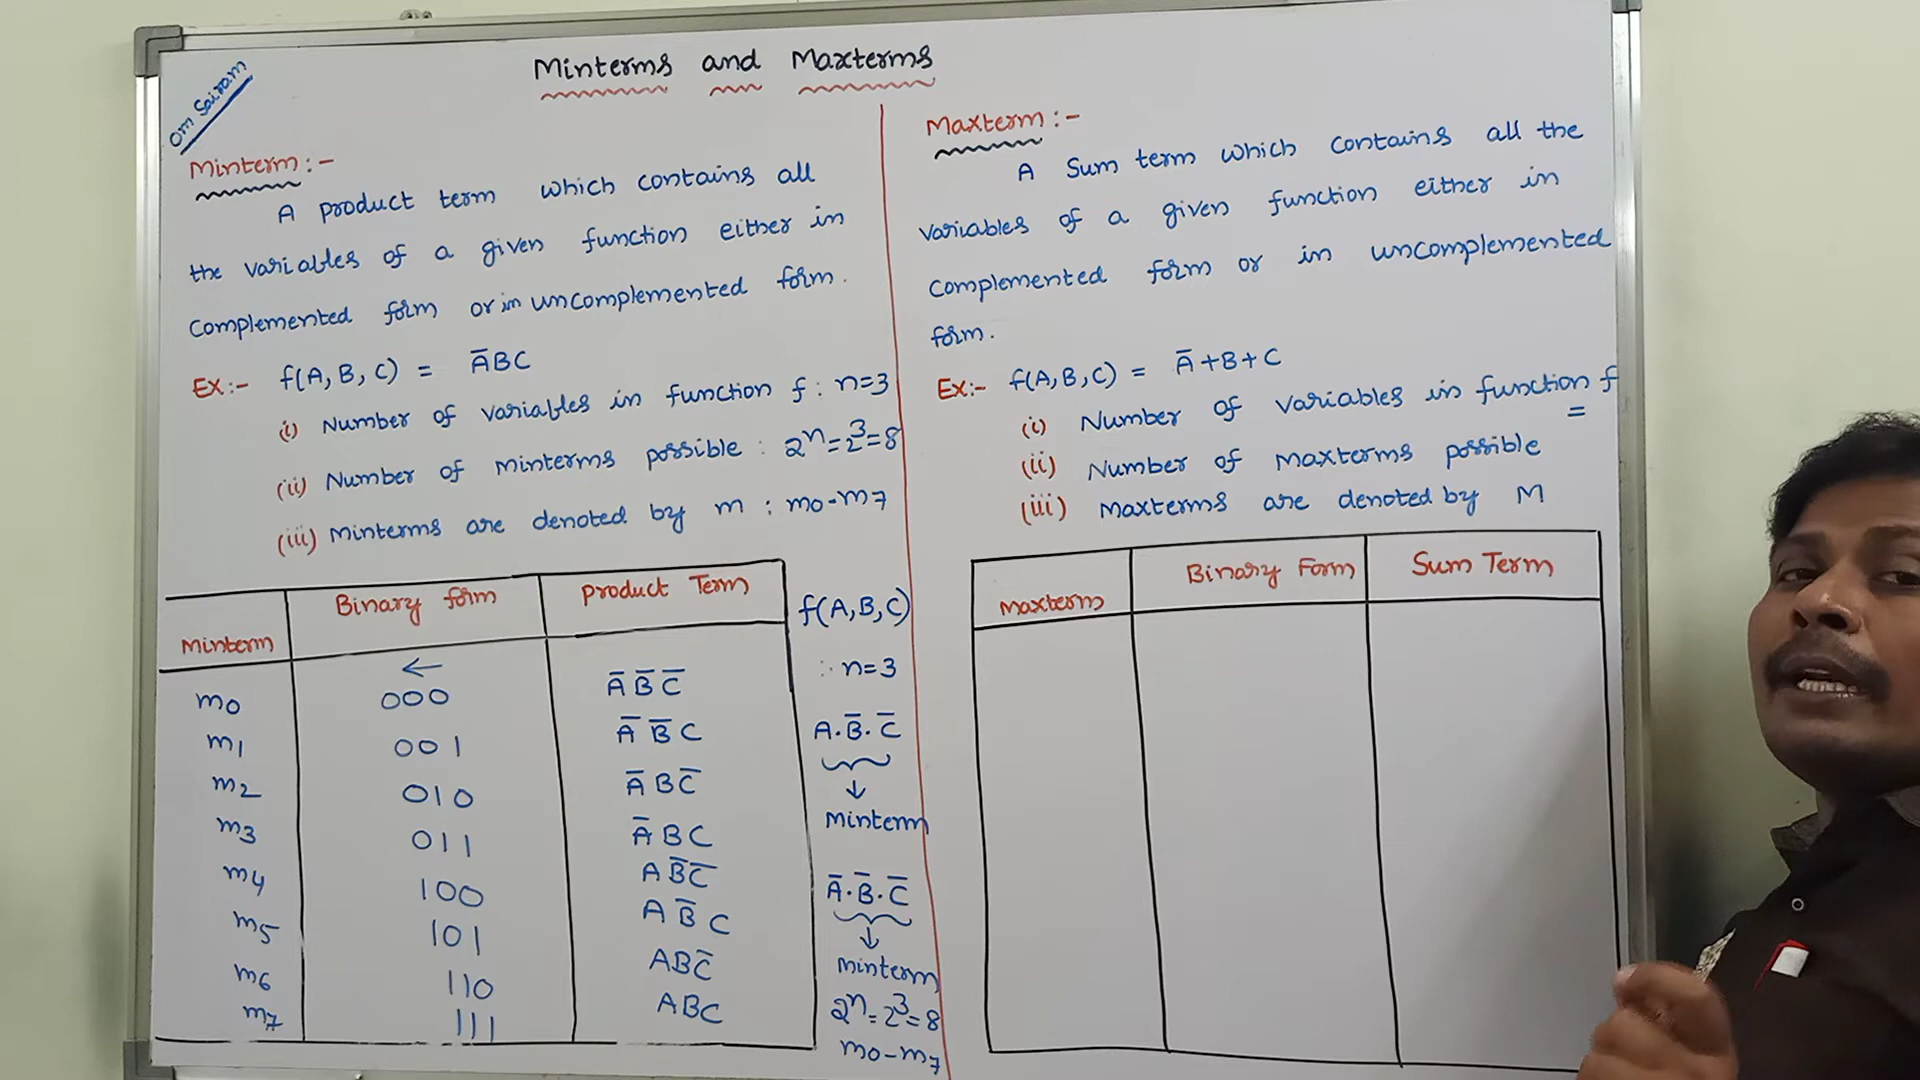 Minterms and Maxterms
Om Sairam
Minterm :-
A product term which contains all
the variables of a given function either in
complemented form or in uncomplemented form.
Ex:- f(A, B, C) = A̅BC
(i) Number of variables in function f : n=3
(ii) Number of minterms possible : 2ⁿ=2³=8
(iii) Minterms are denoted by m : m0-m7
Minterm Binary form Product Term
←
m0 000 A̅ B̅ C̅
m1 001 A̅ B̅ C
m2 010 A̅ B C̅
m3 011 A̅ B C
m4 100 A B̅ C̅
m5 101 A B̅ C
m6 110 A B C̅
m7 111 A B C
f(A, B, C)
∴ n=3
A.B̅.C̅
↓
Minterm
A̅.B̅.C̅
↓
minterm
2ⁿ=2³=8
m0-m7
Maxterm :-
A Sum term which contains all the
variables of a given function either in
complemented form or in uncomplemented
form.
Ex:- f(A, B, C) = A̅+B+C
(i) Number of variables in function f
=
(ii) Number of Maxterms possible
(iii) Maxterms are denoted by M
Maxterm Binary Form Sum Term